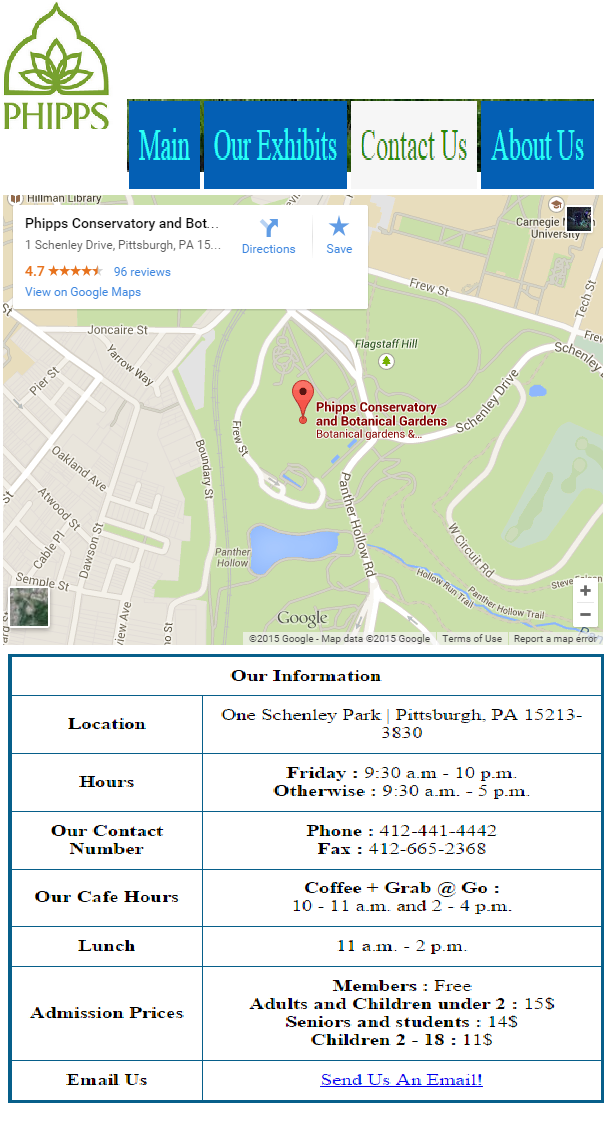 PHIPPS
Main
Our Exhibits
Contact Us
About Us
Hillman Library
Phipps Conservatory and Bot...
1 Schenley Drive, Pittsburgh, PA 15...
4.7
96 reviews
View on Google Maps
Directions
Save
University
Tech St
Frew St
Joncaire St
Yarrow Way
Pier St
Flagstaff Hill
Schenley Drive
Phipps Conservatory
and Botanical Gardens
Botanical gardens &...
Frew St
Boundary St
Oakland Ave
Atwood St
Cable Pl
Dawson St
Semple St
Panther
Hollow
Panther Hollow Rd
W Circuit Rd
Hollow Run Trail
Panther Hollow Trail
Google
+
−
©2015 Google - Map data ©2015 Google
Terms of Use
Report a map error
Our Information
Location
One Schenley Park | Pittsburgh, PA 15213-
3830
Hours
Friday : 9:30 a.m - 10 p.m.
Otherwise : 9:30 a.m. - 5 p.m.
Our Contact
Number
Phone : 412-441-4442
Fax : 412-665-2368
Our Cafe Hours
Coffee + Grab @ Go :
10 - 11 a.m. and 2 - 4 p.m.
Lunch
11 a.m. - 2 p.m.
Admission Prices
Members : Free
Adults and Children under 2 : 15$
Seniors and students : 14$
Children 2 - 18 : 11$
Email Us
Send Us An Email!